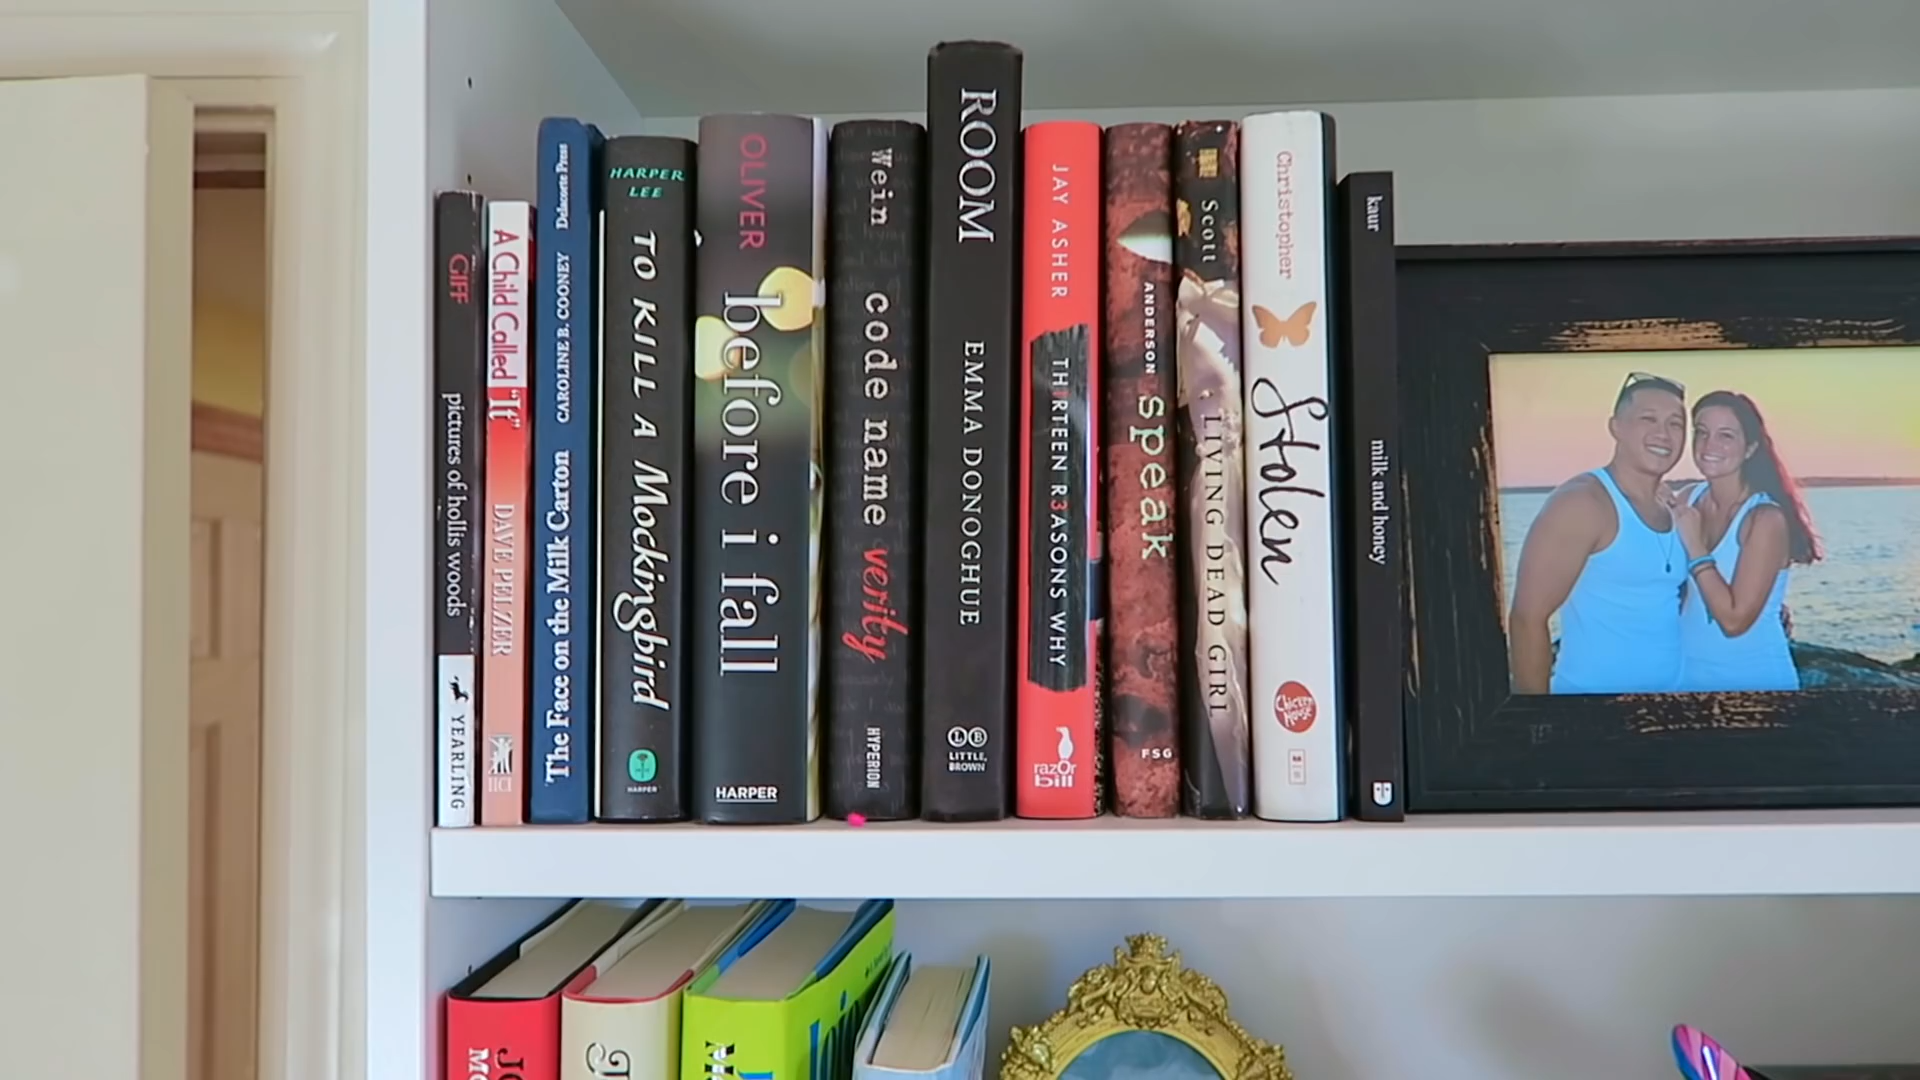 GIFF
pictures of hollis woods
YEARLING
A Child Called "It"
DAVE PELZER
HCI
Delacorte Press
CAROLINE B. COONEY
The Face on the Milk Carton
HARPER
LEE
TO KILL A MOCKINGBIRD
HARPER
OLIVER
before i fall
HARPER
Wein
code name verity
HYPERION
ROOM
EMMA DONOGHUE
LB
LITTLE,
BROWN
JAY ASHER
TH1RTEEN R3ASONS WHY
razOr
bill
ANDERSON
Speak
FSG
Scott
LIVING DEAD GIRL
Christopher
Stolen
Chicken
House
kaur
milk and honey